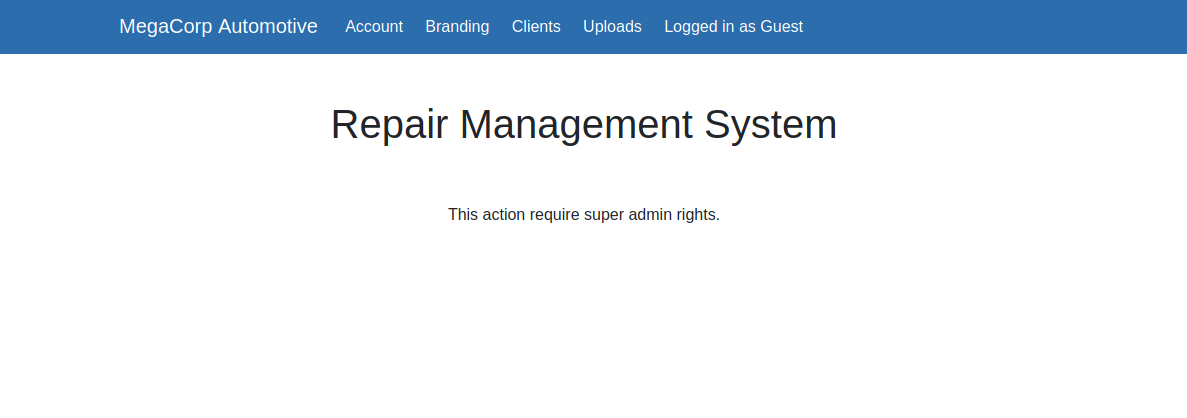 MegaCorp Automotive Account Branding Clients Uploads Logged in as Guest
Repair Management System
This action require super admin rights.